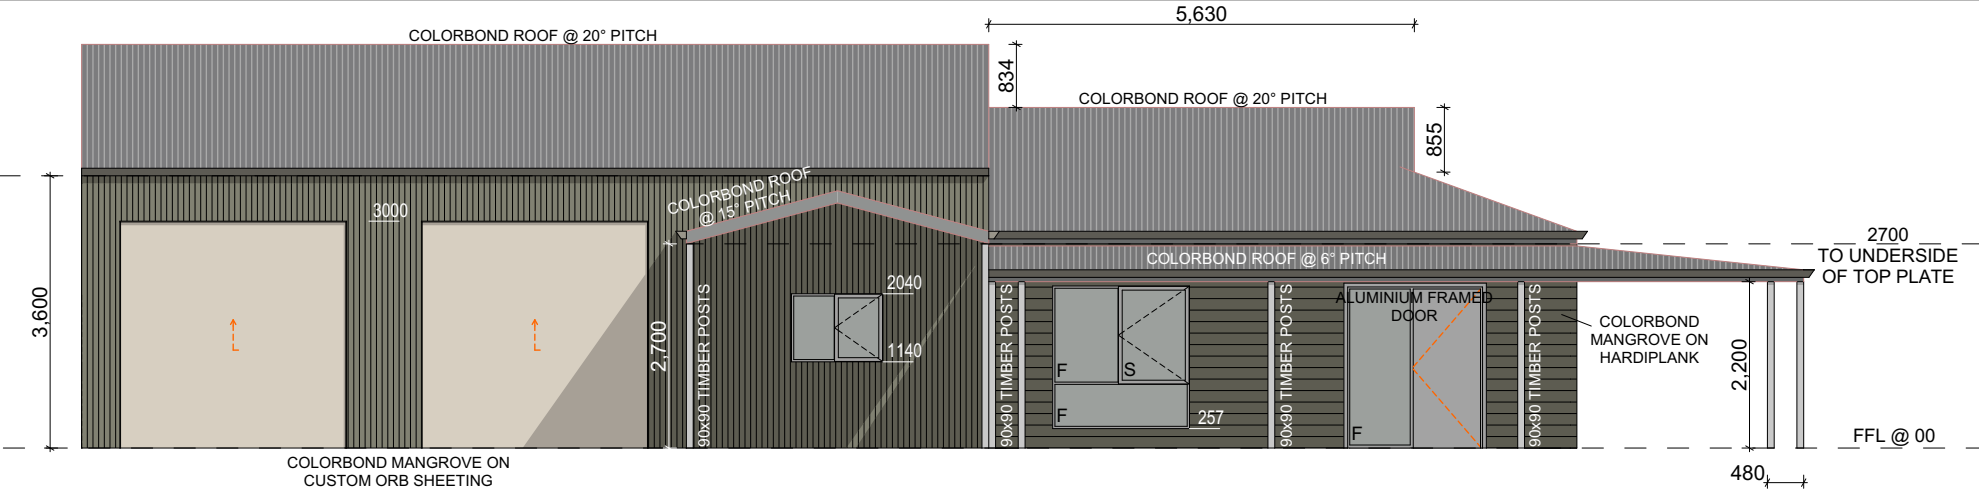 5,630
COLORBOND ROOF @ 20° PITCH
834
COLORBOND ROOF @ 20° PITCH
855
COLORBOND ROOF
@ 15° PITCH
3000
3,600
2,700
2700
TO UNDERSIDE
OF TOP PLATE
COLORBOND ROOF @ 6° PITCH
2040
1140
90x90 TIMBER POSTS
90x90 TIMBER POSTS
90x90 TIMBER POSTS
90x90 TIMBER POSTS
ALUMINIUM FRAMED
DOOR
F
S
F
257
F
COLORBOND
MANGROVE ON
HARDIPLANK
2,200
FFL @ 00
COLORBOND MANGROVE ON
CUSTOM ORB SHEETING
480